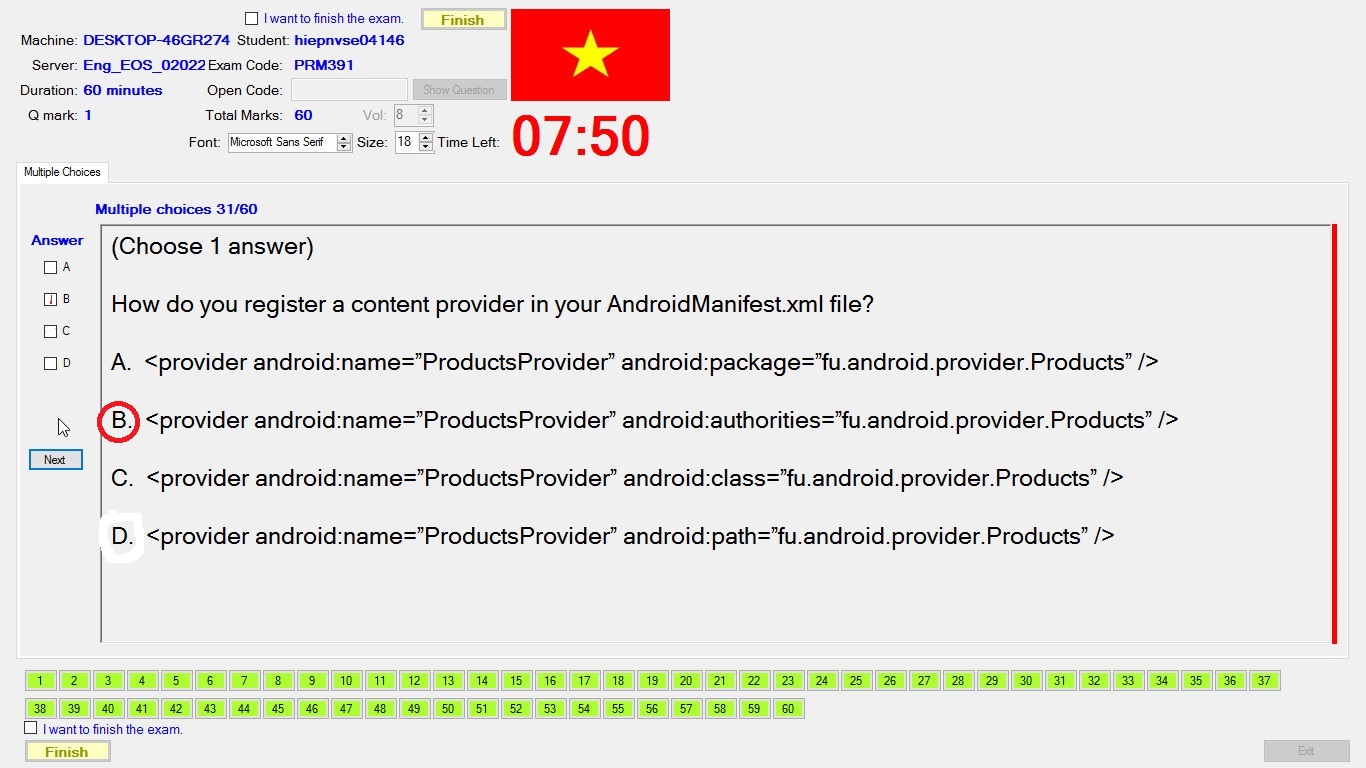 I want to finish the exam. Finish
Machine: DESKTOP-46GR274 Student: hiepnvse04146
Server: Eng_EOS_02022 Exam Code: PRM391
Duration: 60 minutes Open Code: Show Question
Q mark: 1 Total Marks: 60 Vol: 8
Font: Microsoft Sans Serif Size: 18 Time Left: 07:50
Multiple Choices
Multiple choices 31/60
Answer
A
B
C
D
Next
(Choose 1 answer)
How do you register a content provider in your AndroidManifest.xml file?
A. <provider android:name=”ProductsProvider” android:package=”fu.android.provider.Products” />
B. <provider android:name=”ProductsProvider” android:authorities=”fu.android.provider.Products” />
C. <provider android:name=”ProductsProvider” android:class=”fu.android.provider.Products” />
D. <provider android:name=”ProductsProvider” android:path=”fu.android.provider.Products” />
1 2 3 4 5 6 7 8 9 10 11 12 13 14 15 16 17 18 19 20 21 22 23 24 25 26 27 28 29 30 31 32 33 34 35 36 37
38 39 40 41 42 43 44 45 46 47 48 49 50 51 52 53 54 55 56 57 58 59 60
I want to finish the exam.
Finish Exit